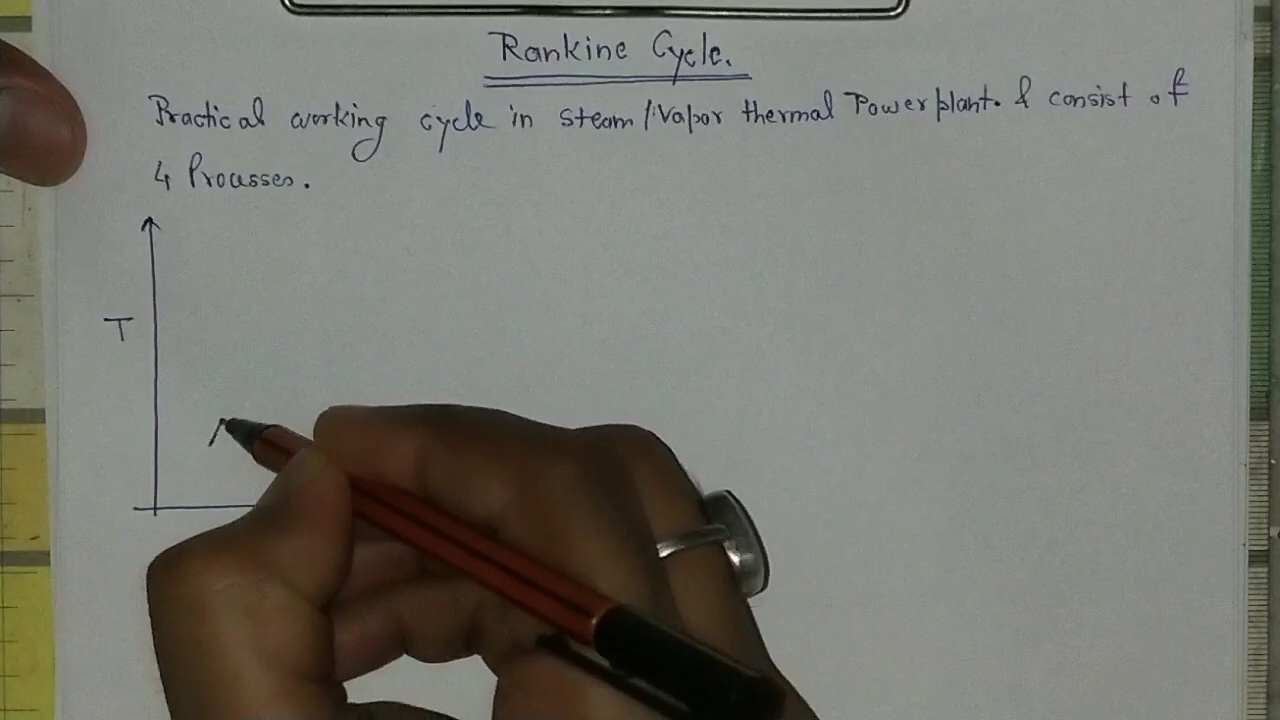 Rankine Cycle.
Practical working cycle in steam/Vapor thermal Power plant. & consist of
4 Processes.
T